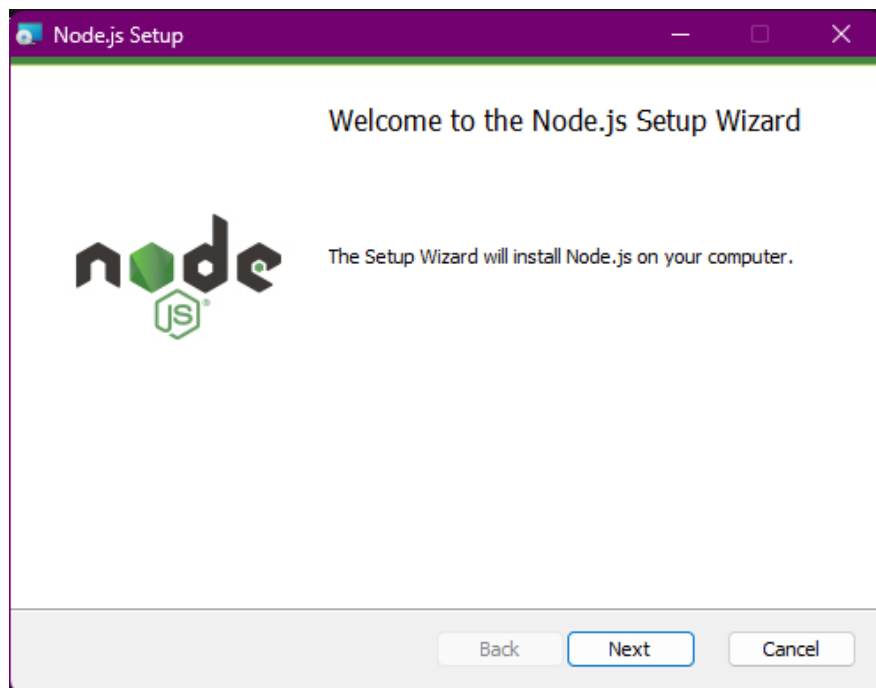 Node.js Setup
Welcome to the Node.js Setup Wizard
The Setup Wizard will install Node.js on your computer.
node
JS®
Back Next Cancel